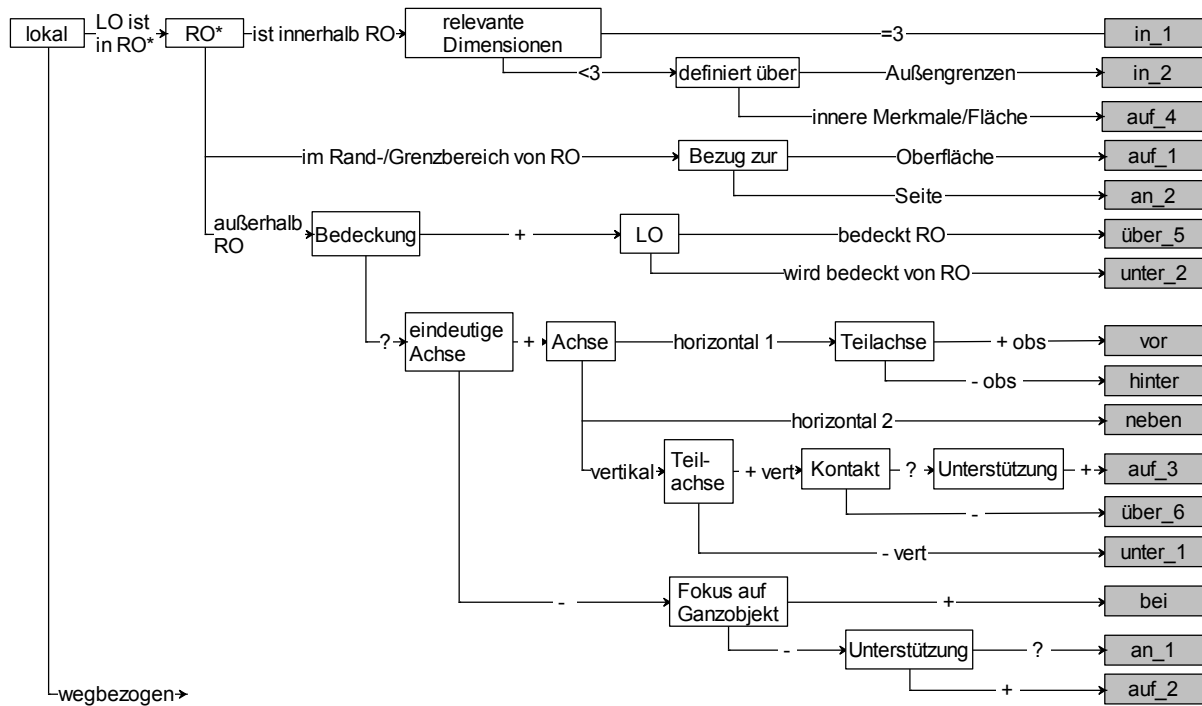 lokal
LO ist
in RO*
RO*
ist innerhalb RO
relevante
Dimensionen
=3
in_1
<3
definiert über
Außengrenzen
in_2
innere Merkmale/Fläche
auf_4
im Rand-/Grenzbereich von RO
Bezug zur
Oberfläche
auf_1
Seite
an_2
außerhalb
RO
Bedeckung
+
LO
bedeckt RO
über_5
wird bedeckt von RO
unter_2
?
eindeutige
Achse
+
Achse
horizontal 1
Teilachse
+ obs
vor
- obs
hinter
horizontal 2
neben
vertikal
Teil-
achse
+ vert
Kontakt
?
Unterstützung
+
auf_3
-
über_6
- vert
unter_1
-
Fokus auf
Ganzobjekt
+
bei
-
Unterstützung
?
an_1
+
auf_2
wegbezogen